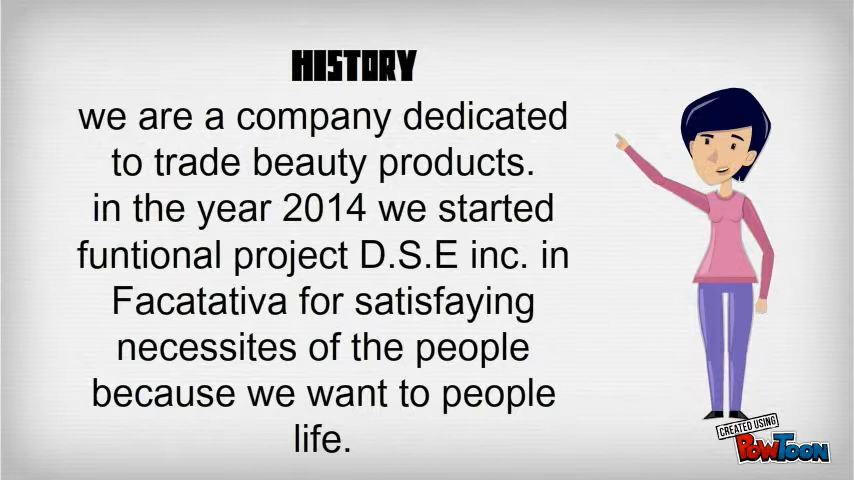 HISTORY
we are a company dedicated
to trade beauty products.
in the year 2014 we started
funtional project D.S.E inc. in
Facatativa for satisfaying
necessites of the people
because we want to people
life.
CREATED USING
POWTOON